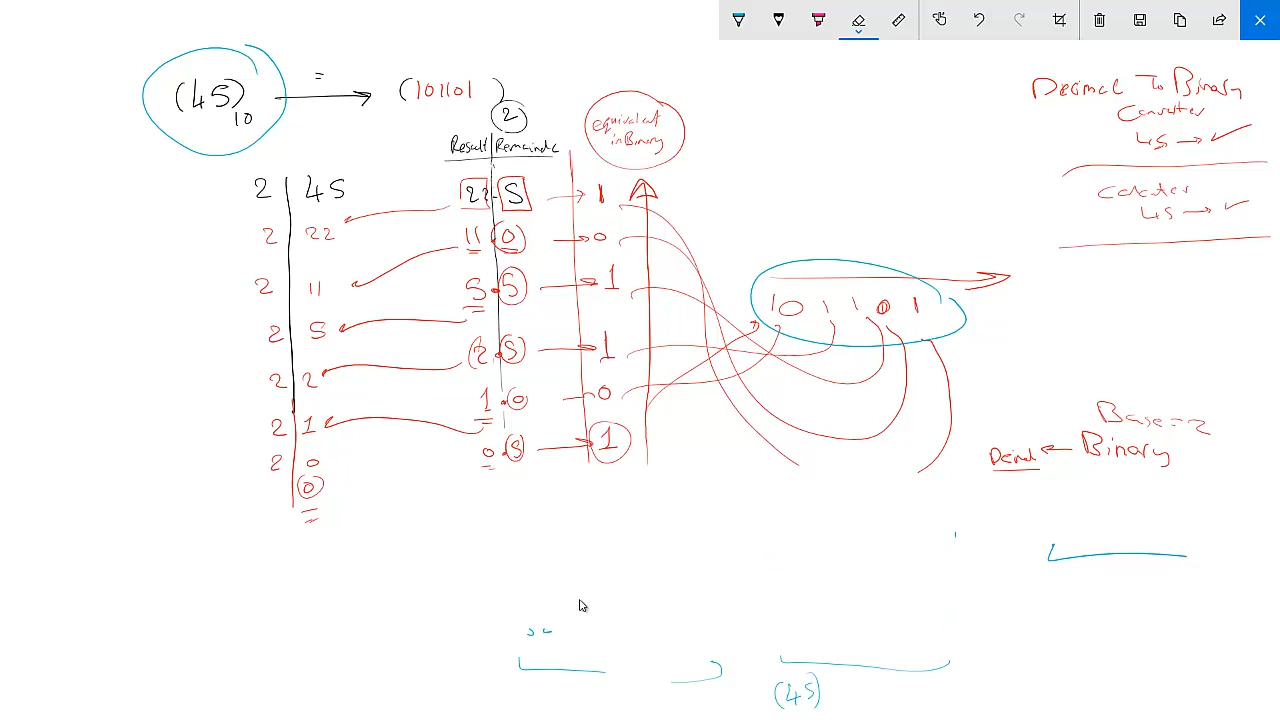 (45)10 = → (101101)2
Result Remainde
equivalent
in Binary
2 45 22.5 → 1
2 22 11.0 → 0
2 11 5.5 → 1
2 5 2.5 → 1
2 2 1.0 - 0
2 1 0.5 → 1
2 0
0
1 0 1 1 0 1
Decimal To Binary
Converter
45 → ✓
45 → ✓
Base = 2
← Binary
(45)